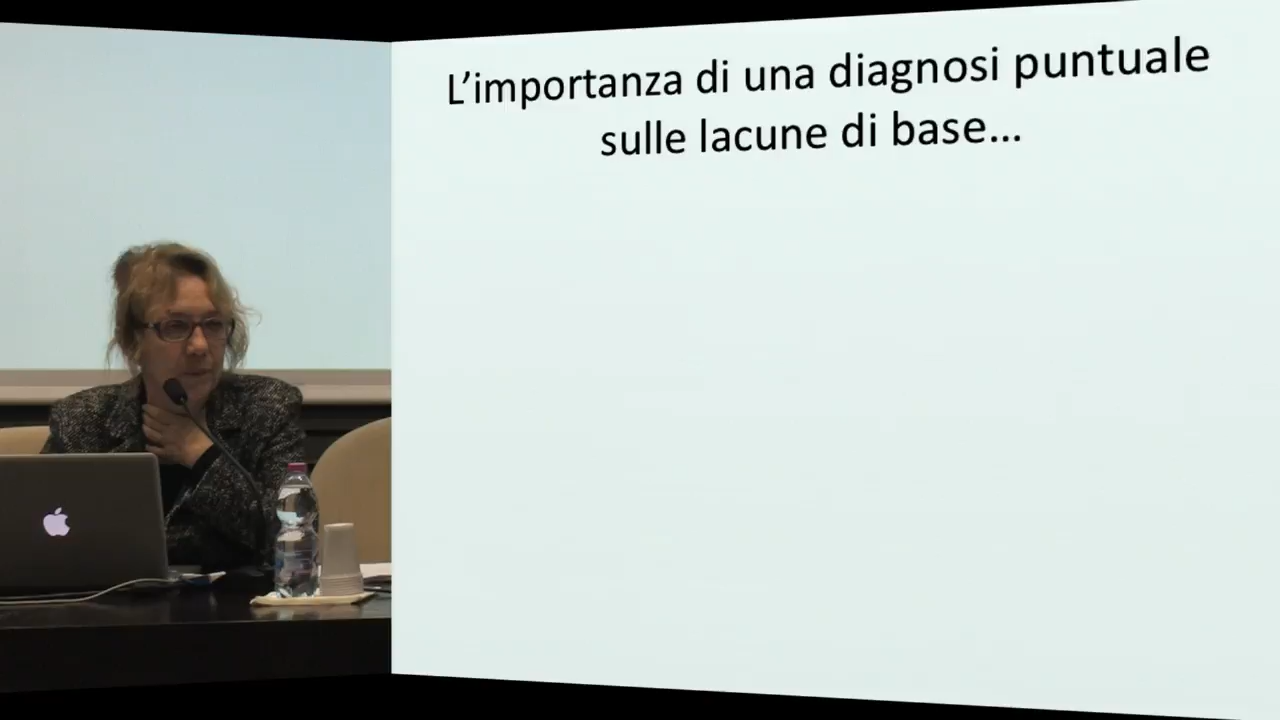 L’importanza di una diagnosi puntuale
sulle lacune di base…